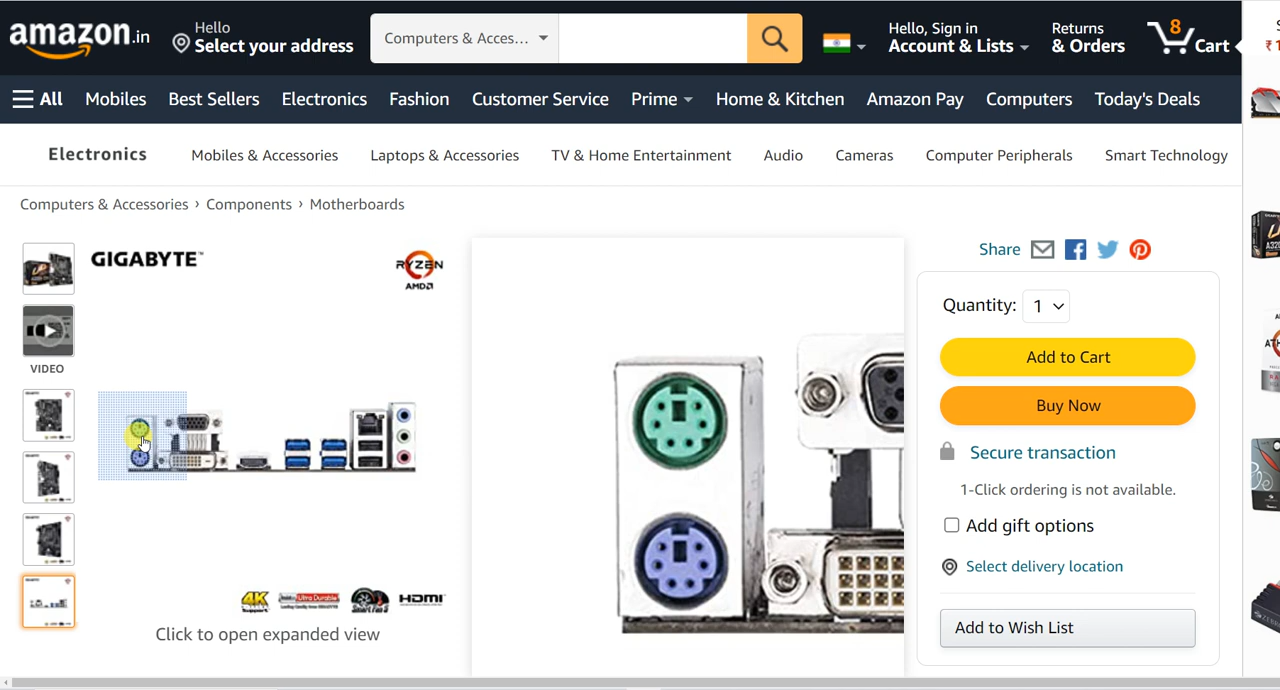 amazon.in
Hello
Select your address
Computers & Acces...
Hello, Sign in
Account & Lists
Returns
& Orders
8
Cart
All
Mobiles
Best Sellers
Electronics
Fashion
Customer Service
Prime
Home & Kitchen
Amazon Pay
Computers
Today's Deals
Electronics
Mobiles & Accessories
Laptops & Accessories
TV & Home Entertainment
Audio
Cameras
Computer Peripherals
Smart Technology
Computers & Accessories › Components › Motherboards
GIGABYTE™
RYZEN
AMD
VIDEO
4K
Ultra Durable
HDMI
Click to open expanded view
Share
Quantity: 1
Add to Cart
Buy Now
Secure transaction
1-Click ordering is not available.
Add gift options
Select delivery location
Add to Wish List